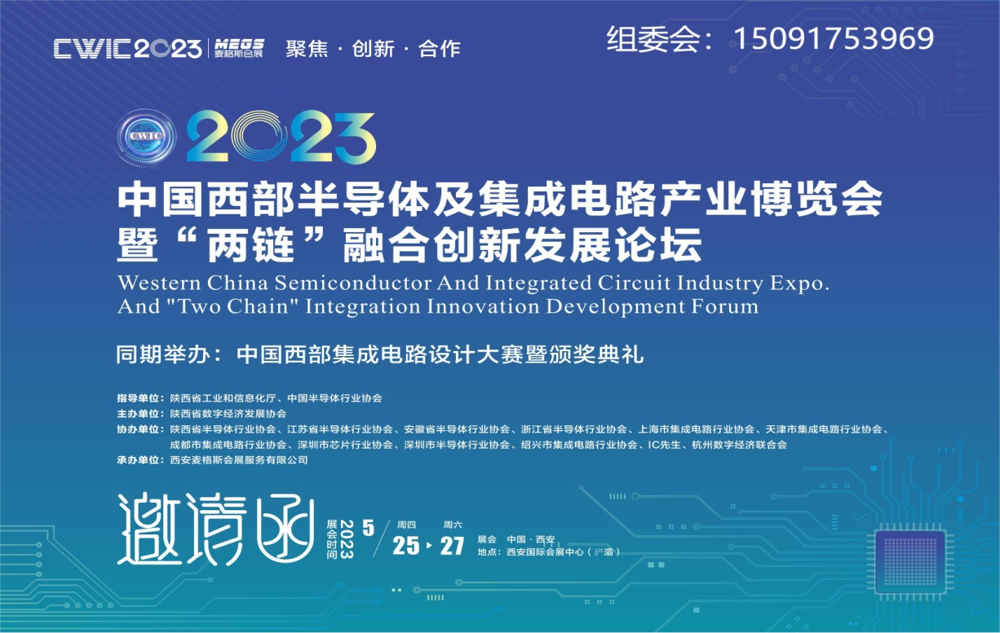 CWIC2023 MEGS 麦格斯会展 聚焦·创新·合作
组委会：15091753969
CWIC 2023
中国西部半导体及集成电路产业博览会
暨“两链”融合创新发展论坛
Western China Semiconductor And Integrated Circuit Industry Expo.
And "Two Chain" Integration Innovation Development Forum
同期举办：中国西部集成电路设计大赛暨颁奖典礼
指导单位：陕西省工业和信息化厅、中国半导体行业协会
主办单位：陕西省数字经济发展协会
协办单位：陕西省半导体行业协会、江苏省半导体行业协会、安徽省半导体行业协会、浙江省半导体行业协会、上海市集成电路行业协会、天津市集成电路行业协会、
成都市集成电路行业协会、深圳市芯片行业协会、深圳市半导体行业协会、绍兴市集成电路行业协会、IC先生、杭州数字经济联合会
承办单位：西安麦格斯会展服务有限公司
邀请函
展会时间 2023 5 / 周四 25 ▸ 周六 27
展会 中国·西安
地点：西安国际会展中心（浐灞）